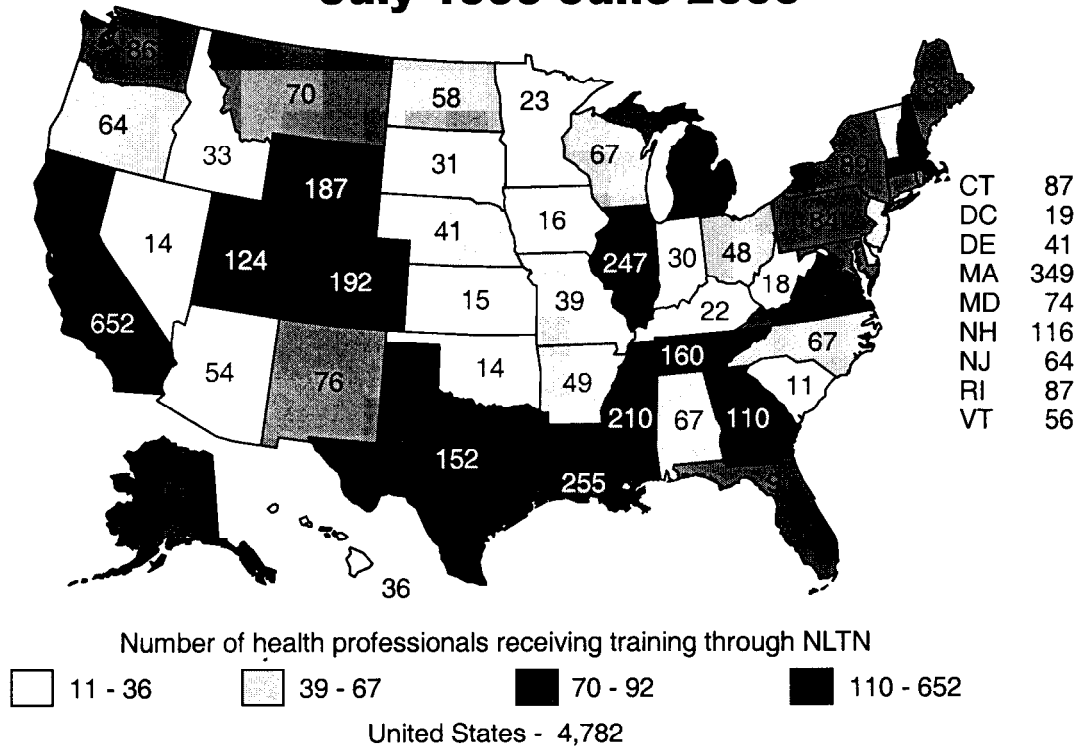 86
70
58
23
64
33
31
67
89
187
16
14
124
192
41
247
30
48
84
18
15
39
22
652
54
76
14
160
67
49
210
67
110
11
152
255
36
CT 87
DC 19
DE 41
MA 349
MD 74
NH 116
NJ 64
RI 87
VT 56
Number of health professionals receiving training through NLTN
11 - 36
39 - 67
70 - 92
110 - 652
United States - 4,782